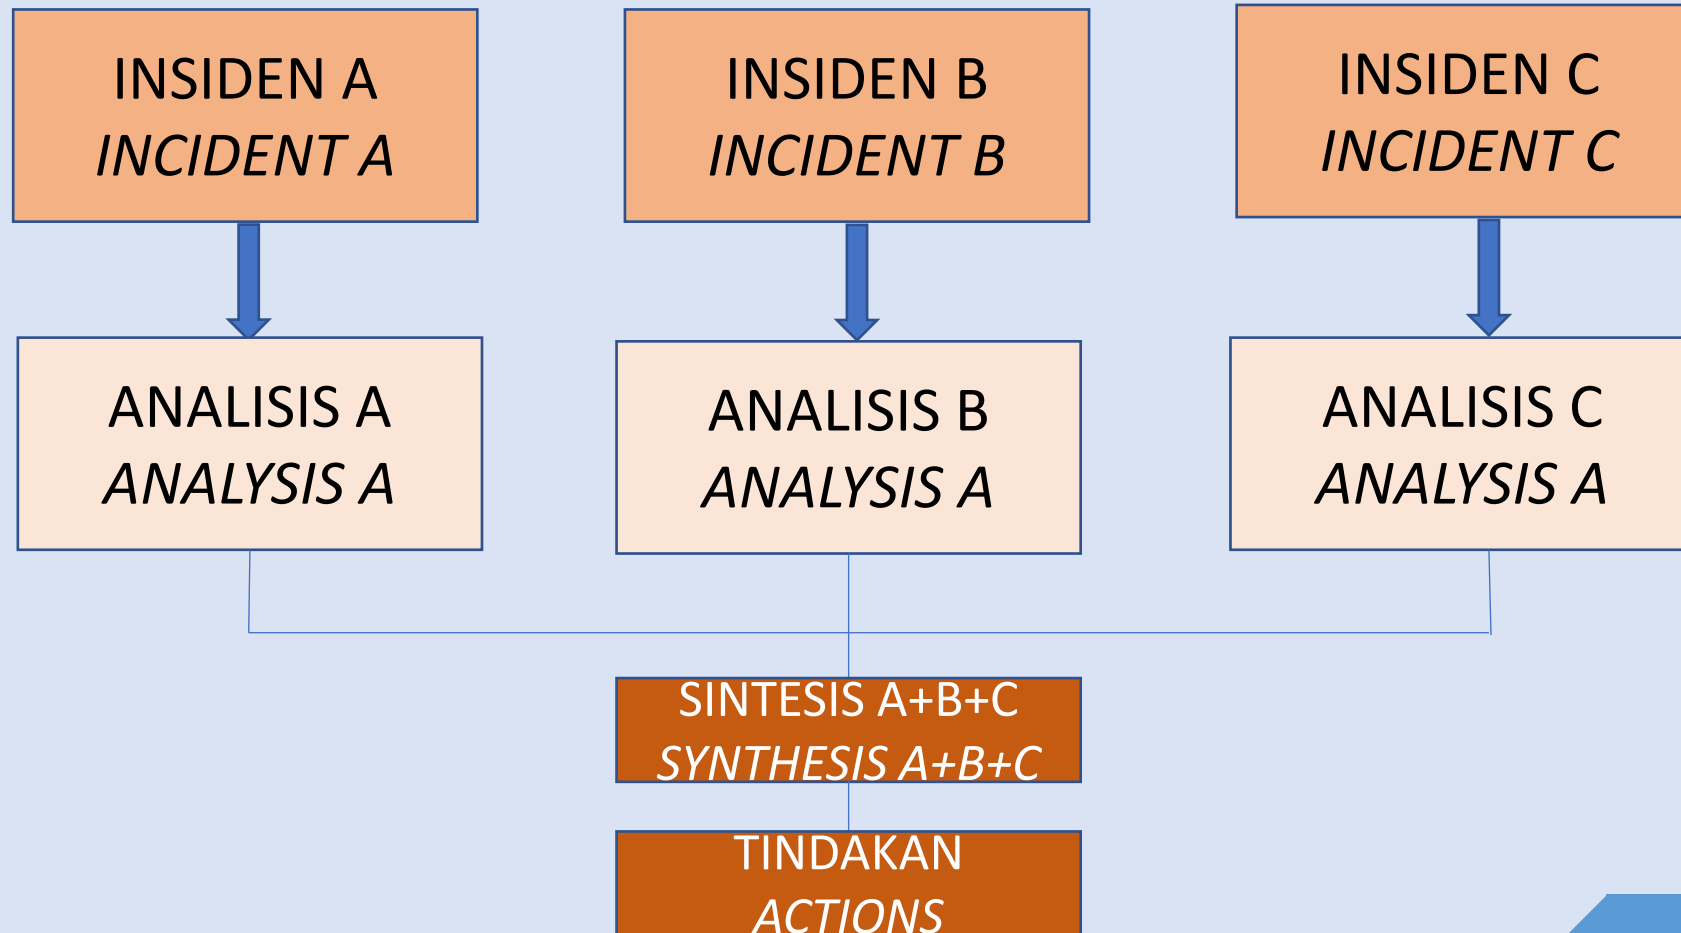 INSIDEN A
INCIDENT A
INSIDEN B
INCIDENT B
INSIDEN C
INCIDENT C
ANALISIS A
ANALYSIS A
ANALISIS B
ANALYSIS A
ANALISIS C
ANALYSIS A
SINTESIS A+B+C
SYNTHESIS A+B+C
TINDAKAN
ACTIONS